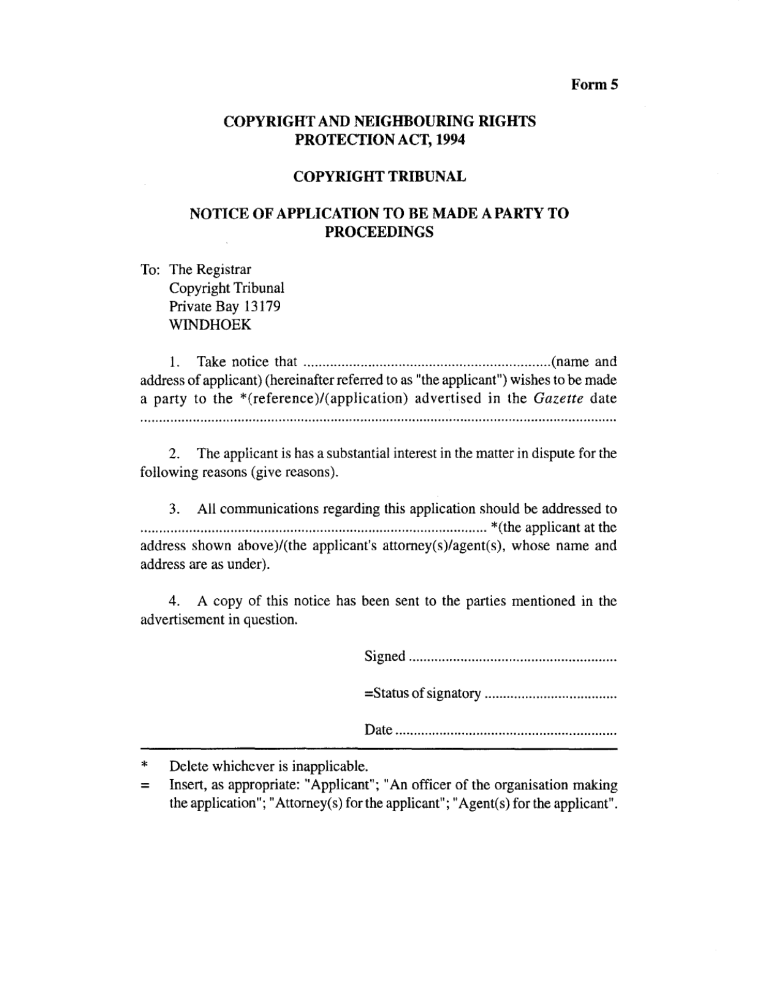 Form 5
COPYRIGHT AND NEIGHBOURING RIGHTS
PROTECTION ACT, 1994
COPYRIGHT TRIBUNAL
NOTICE OF APPLICATION TO BE MADE A PARTY TO
PROCEEDINGS
To: The Registrar
Copyright Tribunal
Private Bay 13179
WINDHOEK
1. Take notice that .................................................................(name and
address of applicant) (hereinafter referred to as "the applicant") wishes to be made
a party to the *(reference)/(application) advertised in the Gazette date
..............................................................................................................................
2. The applicant is has a substantial interest in the matter in dispute for the
following reasons (give reasons).
3. All communications regarding this application should be addressed to
............................................................................................ *(the applicant at the
address shown above)/(the applicant's attorney(s)/agent(s), whose name and
address are as under).
4. A copy of this notice has been sent to the parties mentioned in the
advertisement in question.
Signed ........................................................
=Status of signatory ....................................
Date ............................................................
* Delete whichever is inapplicable.
= Insert, as appropriate: "Applicant"; "An officer of the organisation making
the application"; "Attorney(s) for the applicant"; "Agent(s) for the applicant".